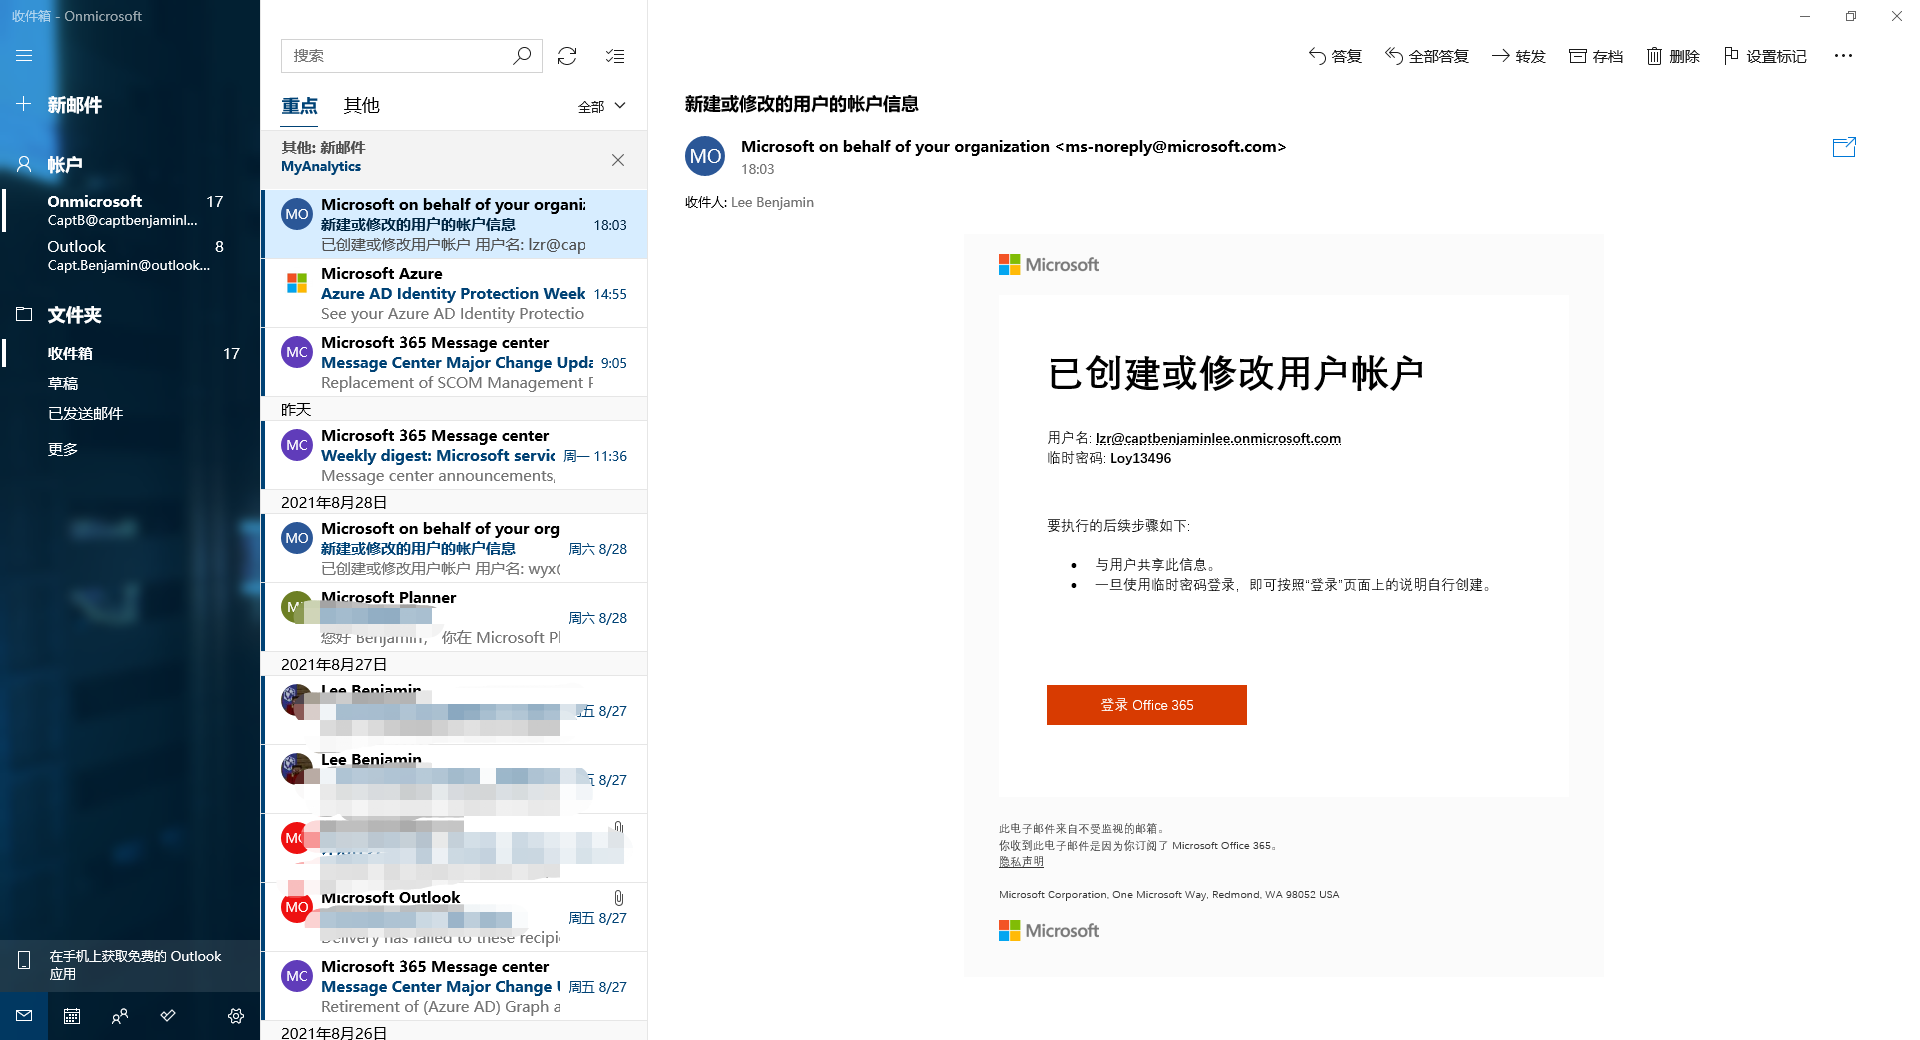 收件箱 - Onmicrosoft
新邮件
帐户
Onmicrosoft 17
CaptB@captbenjaminl...
Outlook 8
Capt.Benjamin@outlook...
文件夹
收件箱 17
草稿
已发送邮件
更多
在手机上获取免费的 Outlook
应用
搜索
重点 其他 全部
其他: 新邮件
MyAnalytics
MO Microsoft on behalf of your organi
新建或修改的用户的帐户信息 18:03
已创建或修改用户帐户 用户名: lzr@cap
Microsoft Azure
Azure AD Identity Protection Week 14:55
See your Azure AD Identity Protectio
MC Microsoft 365 Message center
Message Center Major Change Upda 9:05
Replacement of SCOM Management P
昨天
MC Microsoft 365 Message center
Weekly digest: Microsoft servic 周一 11:36
Message center announcements,
2021年8月28日
MO Microsoft on behalf of your org
新建或修改的用户的帐户信息 周六 8/28
已创建或修改用户帐户 用户名: wyx
Microsoft Planner
周六 8/28
您好 Benjamin, 你在 Microsoft Pl
2021年8月27日
Lee Benjamin
周五 8/27
Lee Benjamin
8/27
MO Microsoft Outlook
周五 8/27
Delivery has failed to these recipi
MC Microsoft 365 Message center
Message Center Major Change 周五 8/27
Retirement of (Azure AD) Graph a
2021年8月26日
答复 全部答复 转发 存档 删除 设置标记 ...
新建或修改的用户的帐户信息
MO Microsoft on behalf of your organization <ms-noreply@microsoft.com>
18:03
收件人: Lee Benjamin
Microsoft
已创建或修改用户帐户
用户名: lzr@captbenjaminlee.onmicrosoft.com
临时密码: Loy13496
要执行的后续步骤如下:
• 与用户共享此信息。
• 一旦使用临时密码登录，即可按照“登录”页面上的说明自行创建。
登录 Office 365
此电子邮件来自不受监视的邮箱。
你收到此电子邮件是因为你订阅了 Microsoft Office 365。
隐私声明
Microsoft Corporation, One Microsoft Way, Redmond, WA 98052 USA
Microsoft